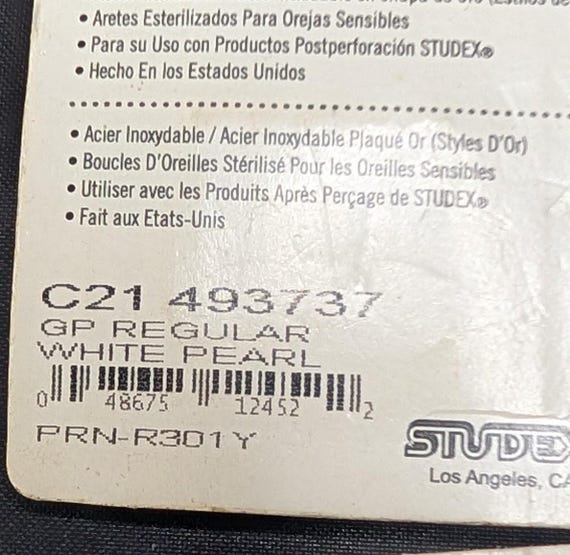 • Aretes Esterilizados Para Orejas Sensibles
• Para su Uso con Productos Postperforación STUDEX®
• Hecho En los Estados Unidos
• Acier Inoxydable / Acier Inoxydable Plaqué Or (Styles D'Or)
• Boucles D'Oreilles Stérilisé Pour les Oreilles Sensibles
• Utiliser avec les Produits Après Perçage de STUDEX®
• Fait aux Etats-Unis
C21 493737
GP REGULAR
WHITE PEARL
0 48675 12452 2
PRN-R301Y
STUDEX
Los Angeles, CA